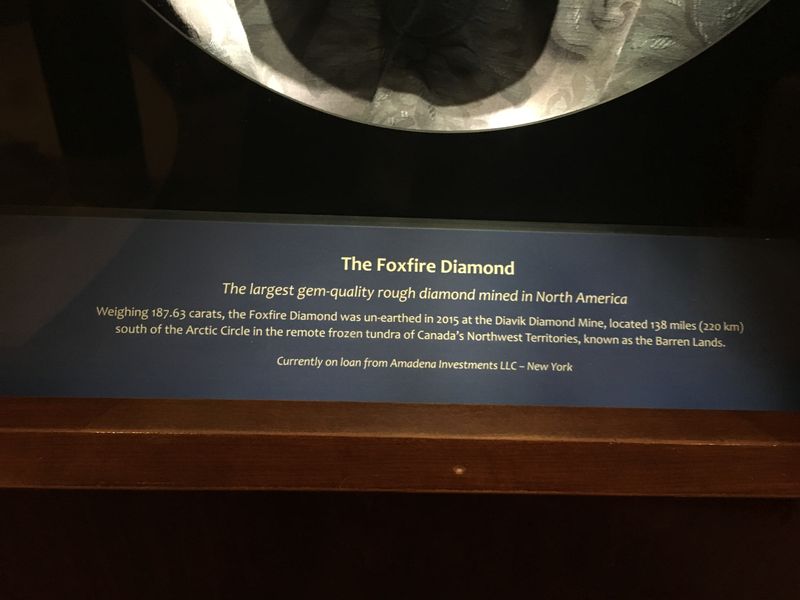 The Foxfire Diamond
The largest gem-quality rough diamond mined in North America
Weighing 187.63 carats, the Foxfire Diamond was un-earthed in 2015 at the Diavik Diamond Mine, located 138 miles (220 km)
south of the Arctic Circle in the remote frozen tundra of Canada's Northwest Territories, known as the Barren Lands.
Currently on loan from Amadena Investments LLC – New York